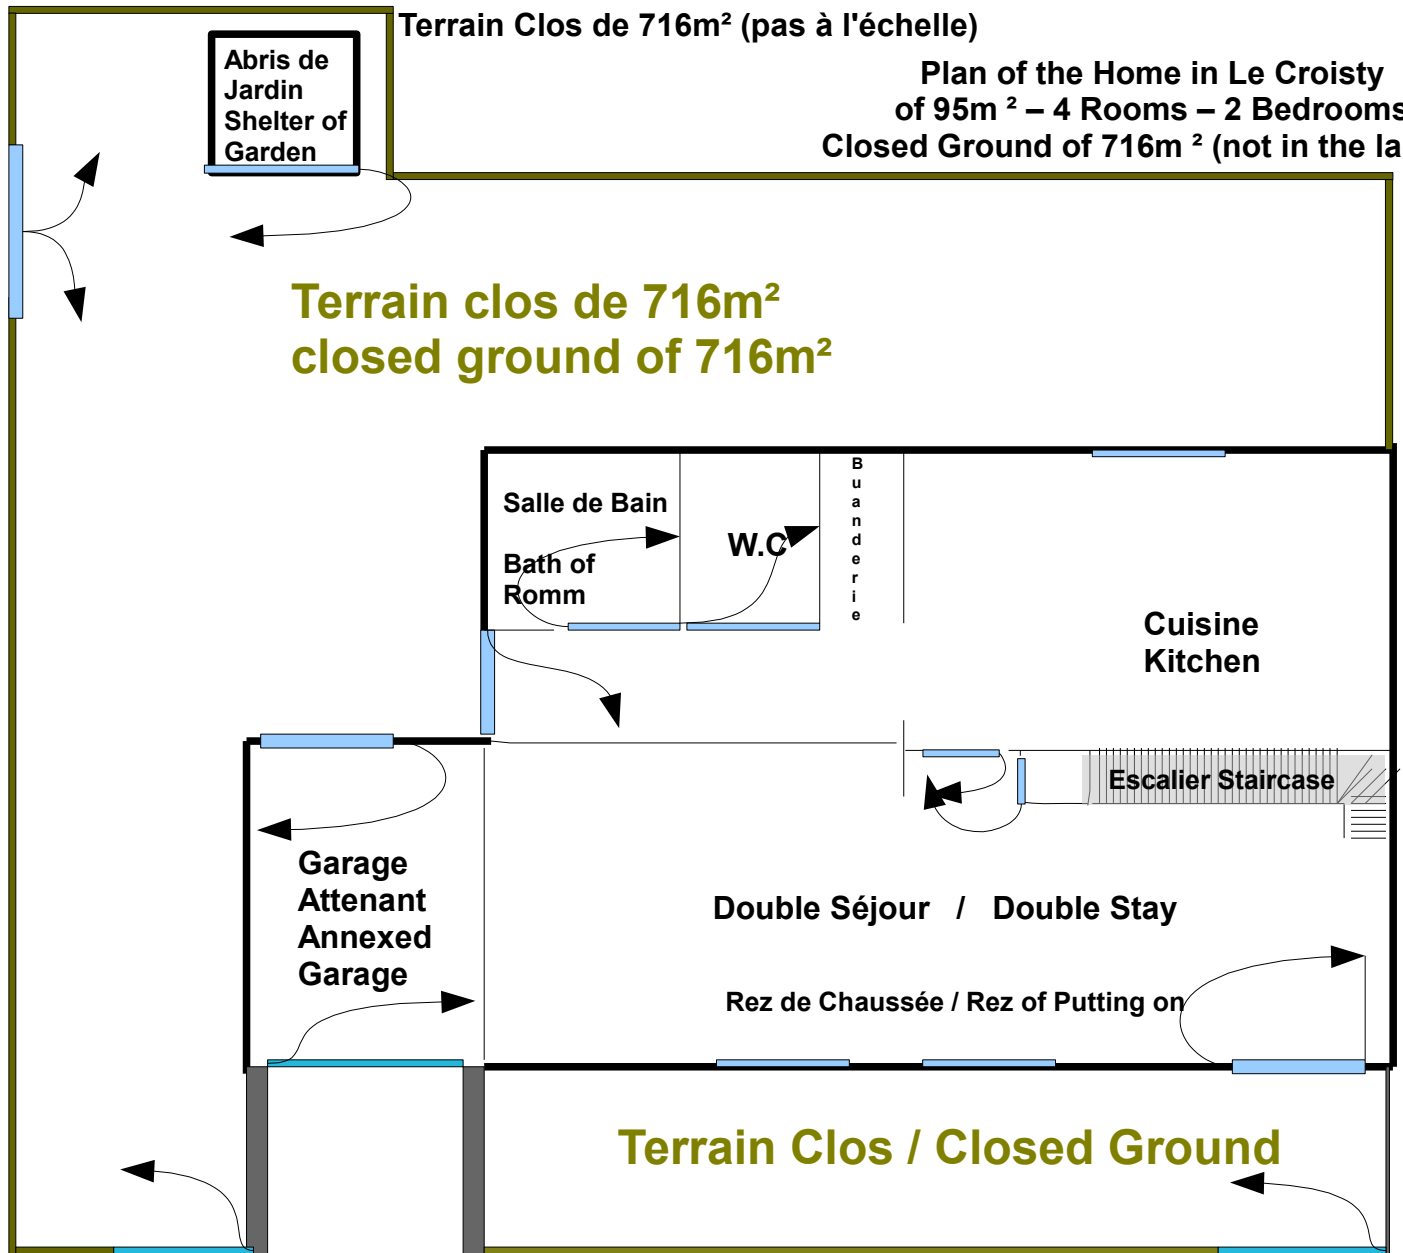 Terrain Clos de 716m² (pas à l'échelle)
Plan of the Home in Le Croisty
of 95m ² – 4 Rooms – 2 Bedrooms
Closed Ground of 716m ² (not in the la
Abris de
Jardin
Shelter of
Garden
Terrain clos de 716m²
closed ground of 716m²
Salle de Bain
Bath of
Romm
W.C
Buanderie
Cuisine
Kitchen
Escalier Staircase
Garage
Attenant
Annexed
Garage
Double Séjour / Double Stay
Rez de Chaussée / Rez of Putting on
Terrain Clos / Closed Ground